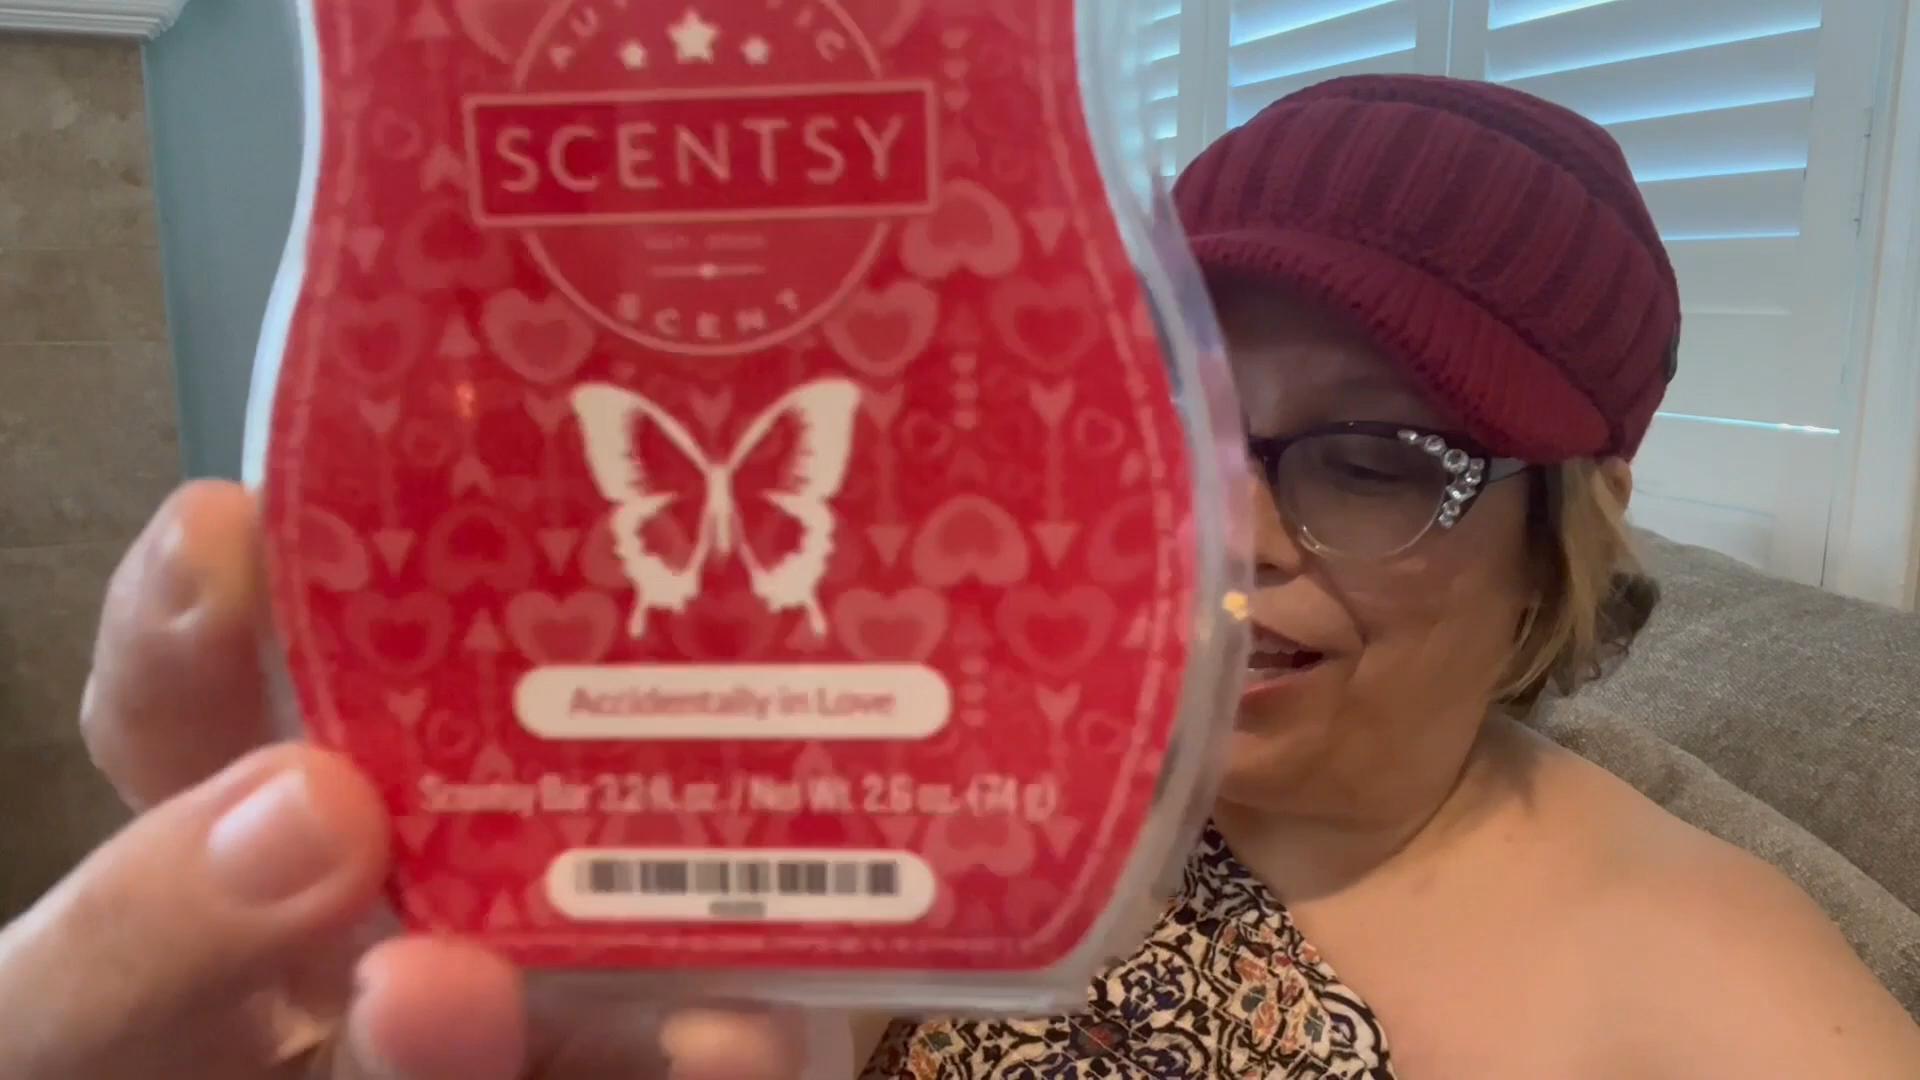 AUTHENTIC
SCENTSY
SCENT
Accidentally in Love
Scentsy Bar 3.2 fl. oz. / Net Wt. 2.6 oz. (74 g)